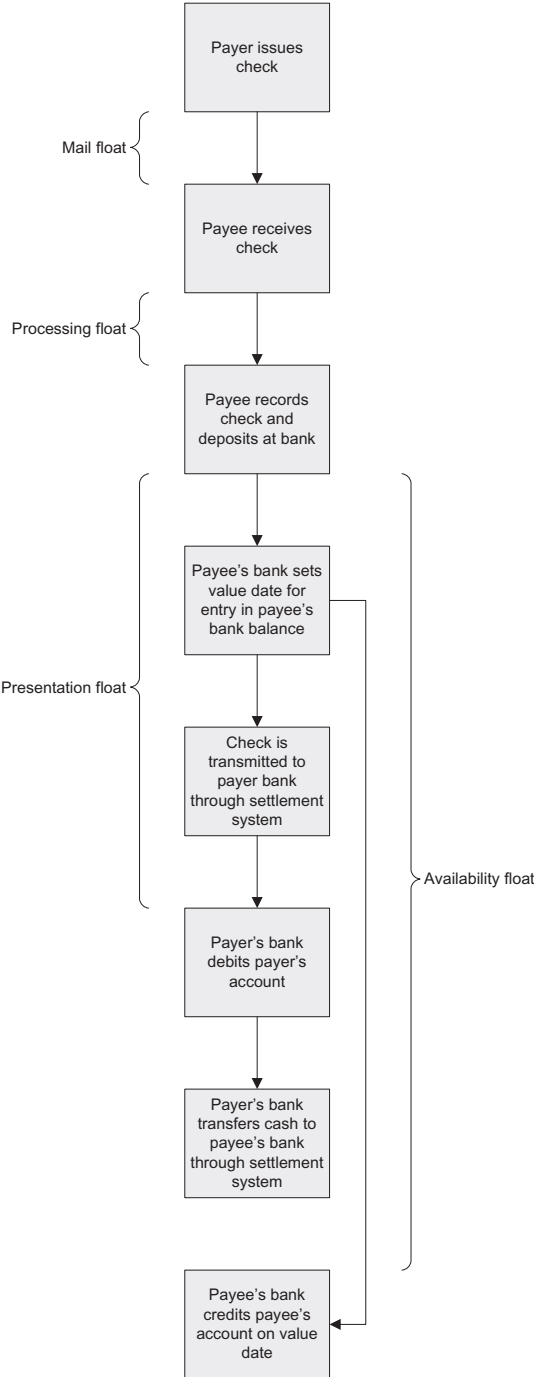 Payer issues
check
Mail float
Payee receives
check
Processing float
Payee records
check and
deposits at bank
Payee’s bank sets
value date for
entry in payee’s
bank balance
Presentation float
Check is
transmitted to
payer bank
through settlement
system
Availability float
Payer’s bank
debits payer’s
account
Payer’s bank
transfers cash to
payee’s bank
through settlement
system
Payee’s bank
credits payee’s
account on value
date